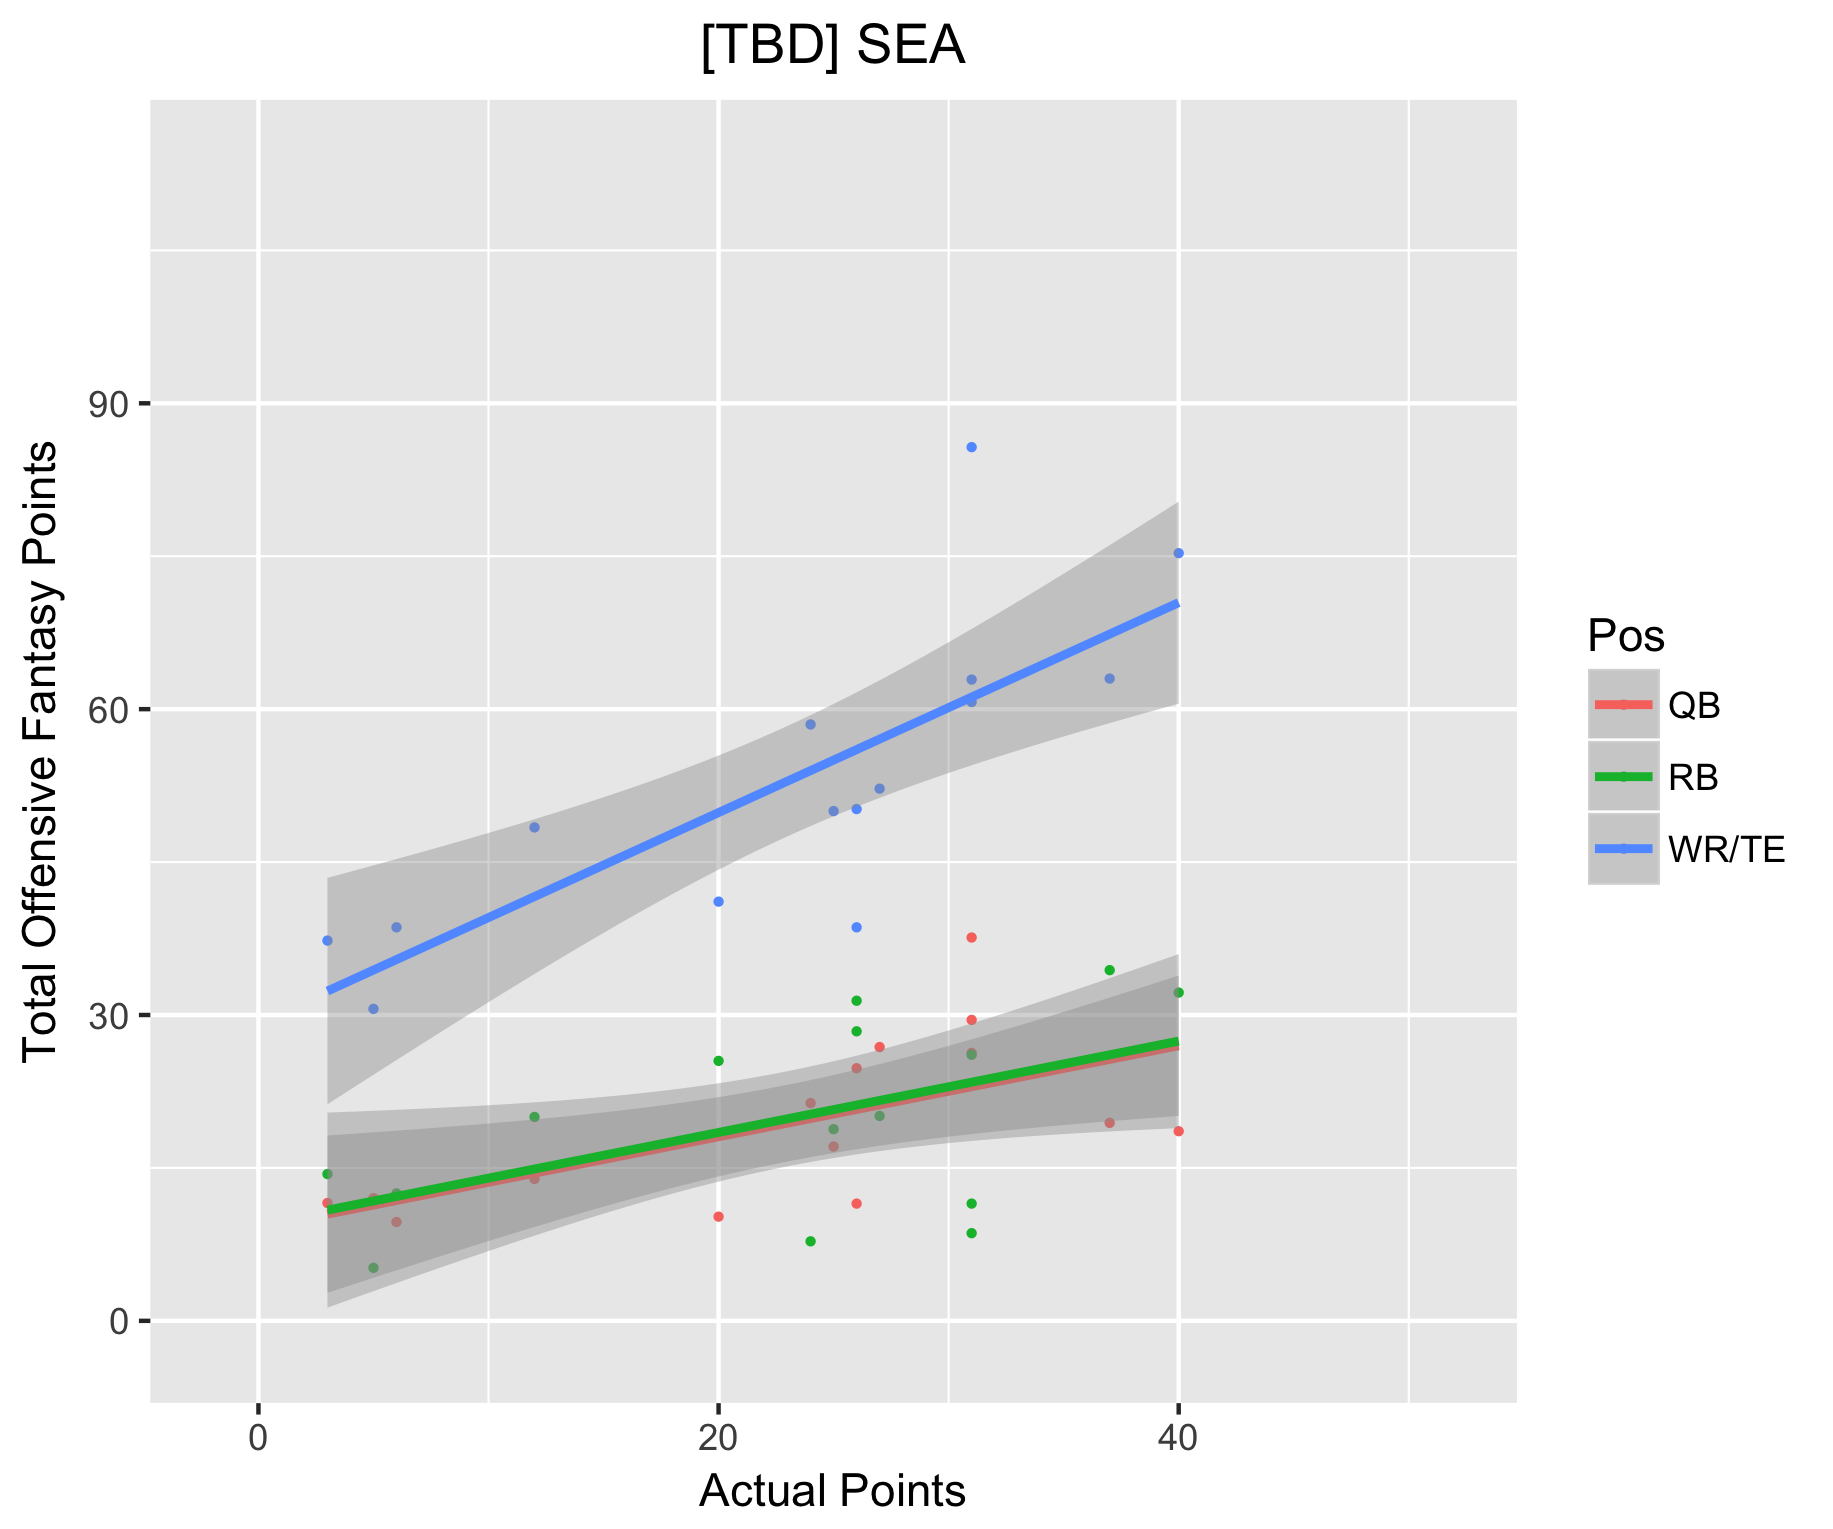 [TBD] SEA
Total Offensive Fantasy Points
90
60
30
0
0 20 40
Actual Points
Pos
QB
RB
WR/TE